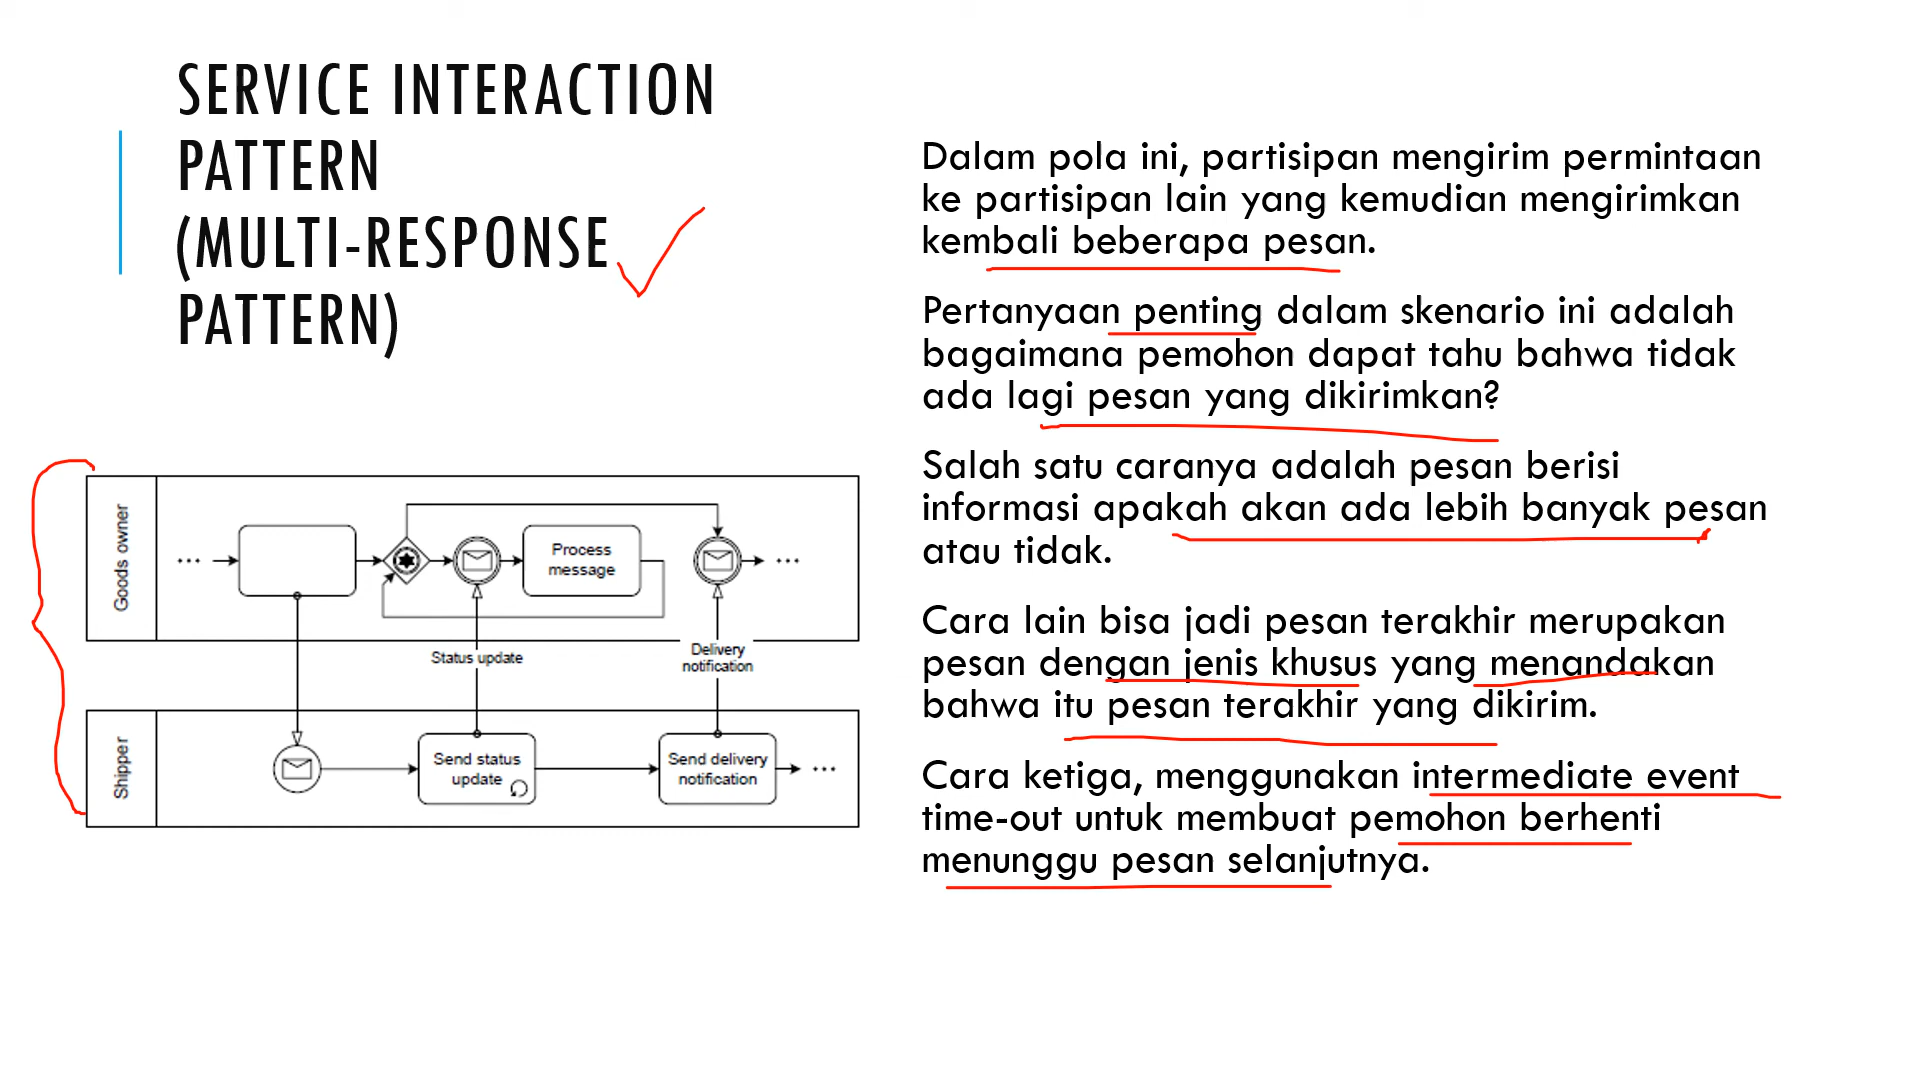 SERVICE INTERACTION
PATTERN
(MULTI-RESPONSE
PATTERN)
Dalam pola ini, partisipan mengirim permintaan
ke partisipan lain yang kemudian mengirimkan
kembali beberapa pesan.
Pertanyaan penting dalam skenario ini adalah
bagaimana pemohon dapat tahu bahwa tidak
ada lagi pesan yang dikirimkan?
Salah satu caranya adalah pesan berisi
informasi apakah akan ada lebih banyak pesan
atau tidak.
Cara lain bisa jadi pesan terakhir merupakan
pesan dengan jenis khusus yang menandakan
bahwa itu pesan terakhir yang dikirim.
Cara ketiga, menggunakan intermediate event
time-out untuk membuat pemohon berhenti
menunggu pesan selanjutnya.
Goods owner
...
Process
message
...
Status update
Delivery
notification
Shipper
Send status
update
Send delivery
notification
...